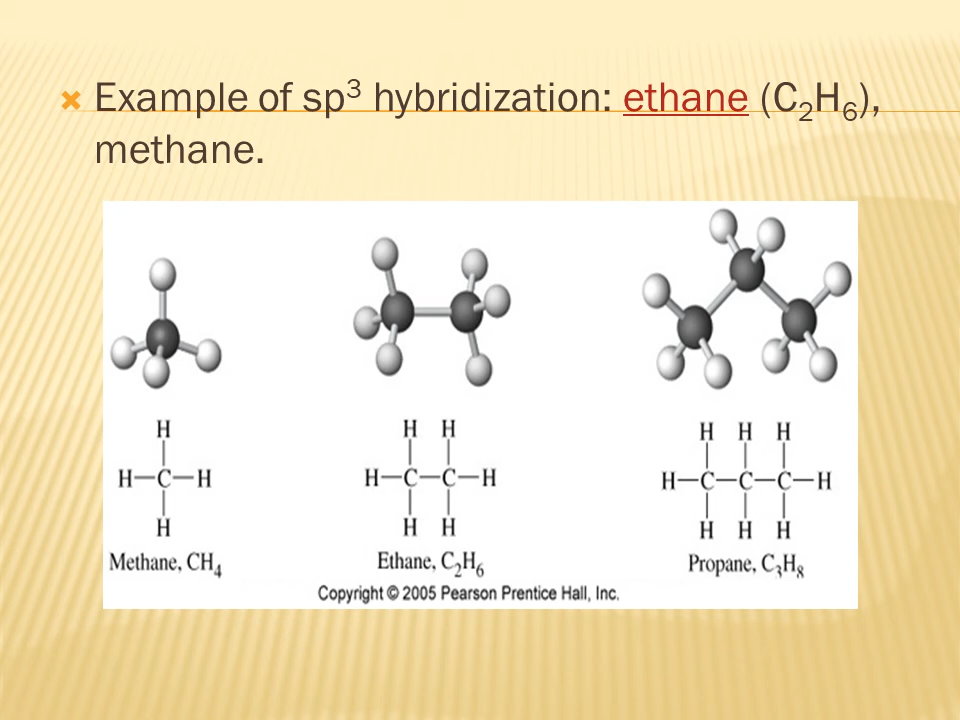 Example of sp³ hybridization: ethane (C₂H₆),
methane.
H H H H H H
H—C—H H—C—C—H H—C—C—C—H
H H H H H H
Methane, CH₄ Ethane, C₂H₆ Propane, C₃H₈
Copyright © 2005 Pearson Prentice Hall, Inc.